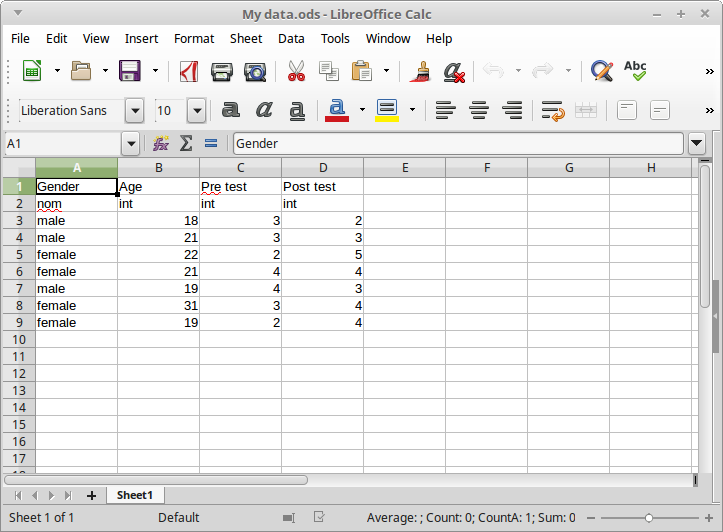 My data.ods - LibreOffice Calc
File Edit View Insert Format Sheet Data Tools Window Help
Abc
Liberation Sans 10 a a a a
A1 fx Σ = Gender
A B C D E F G H
1 Gender Age Pre test Post test
2 nom int int int
3 male 18 3 2
4 male 21 3 3
5 female 22 2 5
6 female 21 4 4
7 male 19 4 3
8 female 31 3 4
9 female 19 2 4
10
11
12
13
14
15
16
17
Sheet1
Sheet 1 of 1 Default Average: ; Count: 0; CountA: 1; Sum: 0